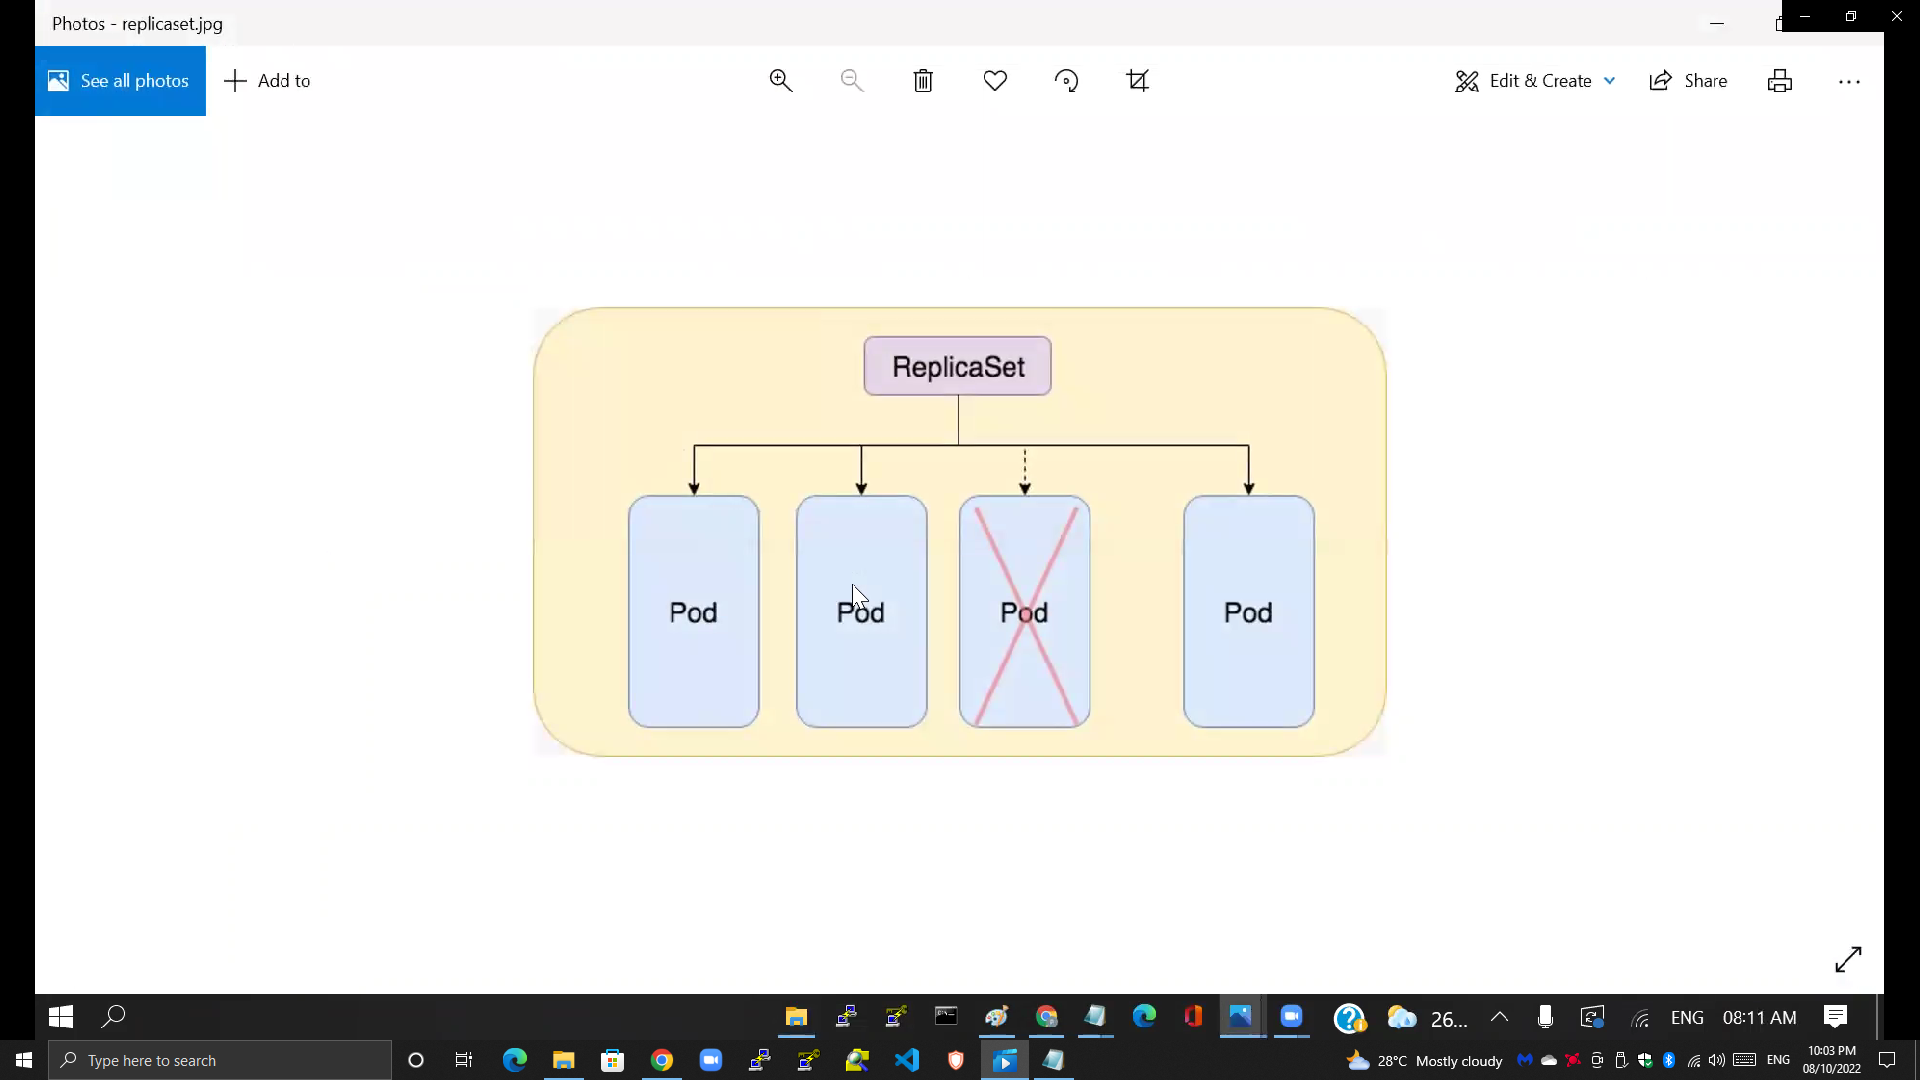 Photos - replicaset.jpg
See all photos
Add to
Edit & Create
Share
ReplicaSet
Pod
Pod
Pod
Pod
26...
ENG
08:11 AM
Type here to search
28°C Mostly cloudy
ENG
10:03 PM
08/10/2022